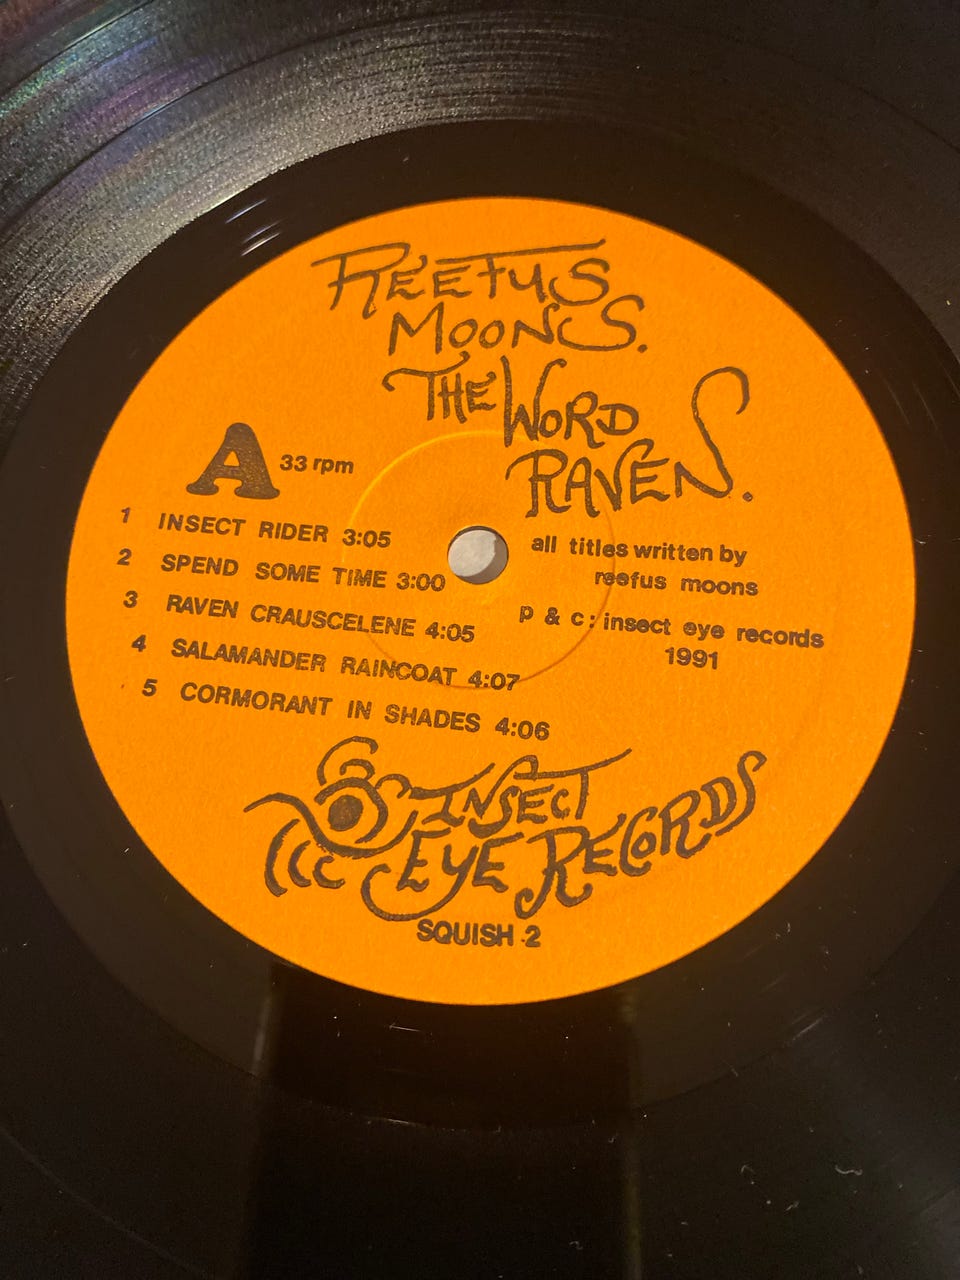 REEFUS
MOONS.
THE WORD
RAVEN.
A 33 rpm
1 INSECT RIDER 3:05
2 SPEND SOME TIME 3:00
3 RAVEN CRAUSCELENE 4:05
4 SALAMANDER RAINCOAT 4:07
5 CORMORANT IN SHADES 4:06
all titles written by
reefus moons
p & c: insect eye records
1991
INSECT
EYE RECORDS
SQUISH 2